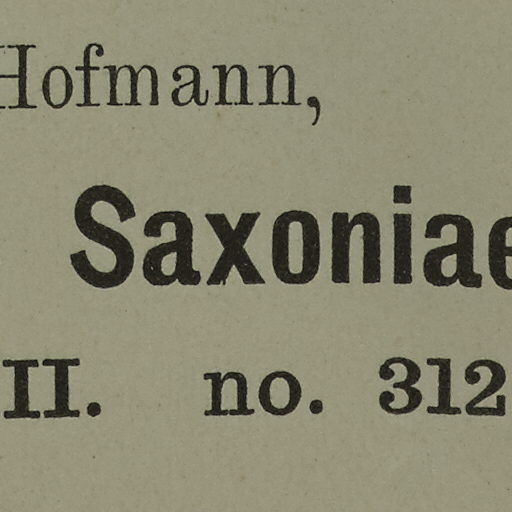 Hofmann,
Saxoniae
II. no. 312